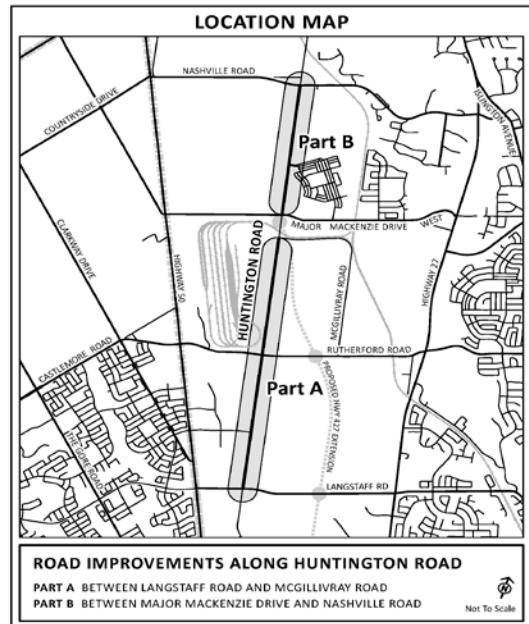 LOCATION MAP
NASHVILLE ROAD
COUNTRYSIDE DRIVE
ISLINGTON AVENUE
Part B
MAJOR MACKENZIE DRIVE WEST
CLARKWAY DRIVE
HIGHWAY 50
HUNTINGTON ROAD
MCGILLIVRAY ROAD
HIGHWAY 27
CASTLEMORE ROAD
RUTHERFORD ROAD
Part A
PROPOSED HWY 427 EXTENSION
THE GORE ROAD
LANGSTAFF RD
ROAD IMPROVEMENTS ALONG HUNTINGTON ROAD
PART A BETWEEN LANGSTAFF ROAD AND MCGILLIVRAY ROAD
PART B BETWEEN MAJOR MACKENZIE DRIVE AND NASHVILLE ROAD
N
Not To Scale